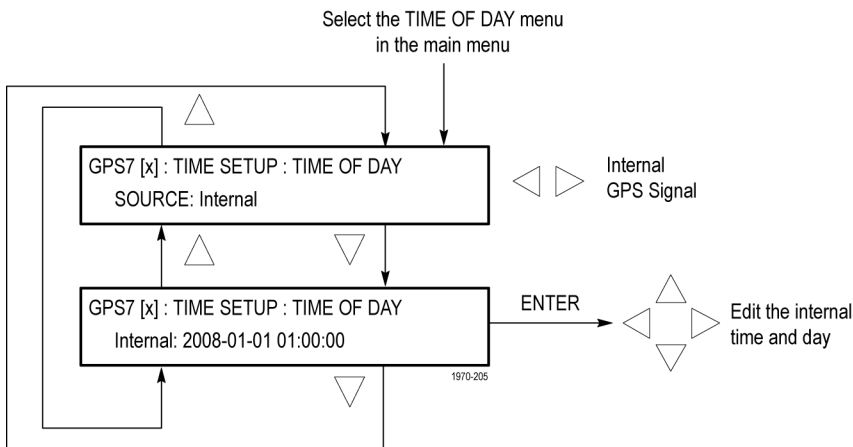 Select the TIME OF DAY menu
in the main menu
GPS7 [x] : TIME SETUP : TIME OF DAY
SOURCE: Internal
Internal
GPS Signal
GPS7 [x] : TIME SETUP : TIME OF DAY
Internal: 2008-01-01 01:00:00
ENTER
Edit the internal
time and day
1970-205